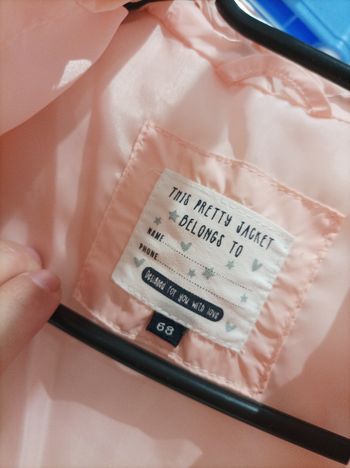 THIS PRETTY JACKET
BELONGS TO
NAME
PHONE
Designed for you with love
68